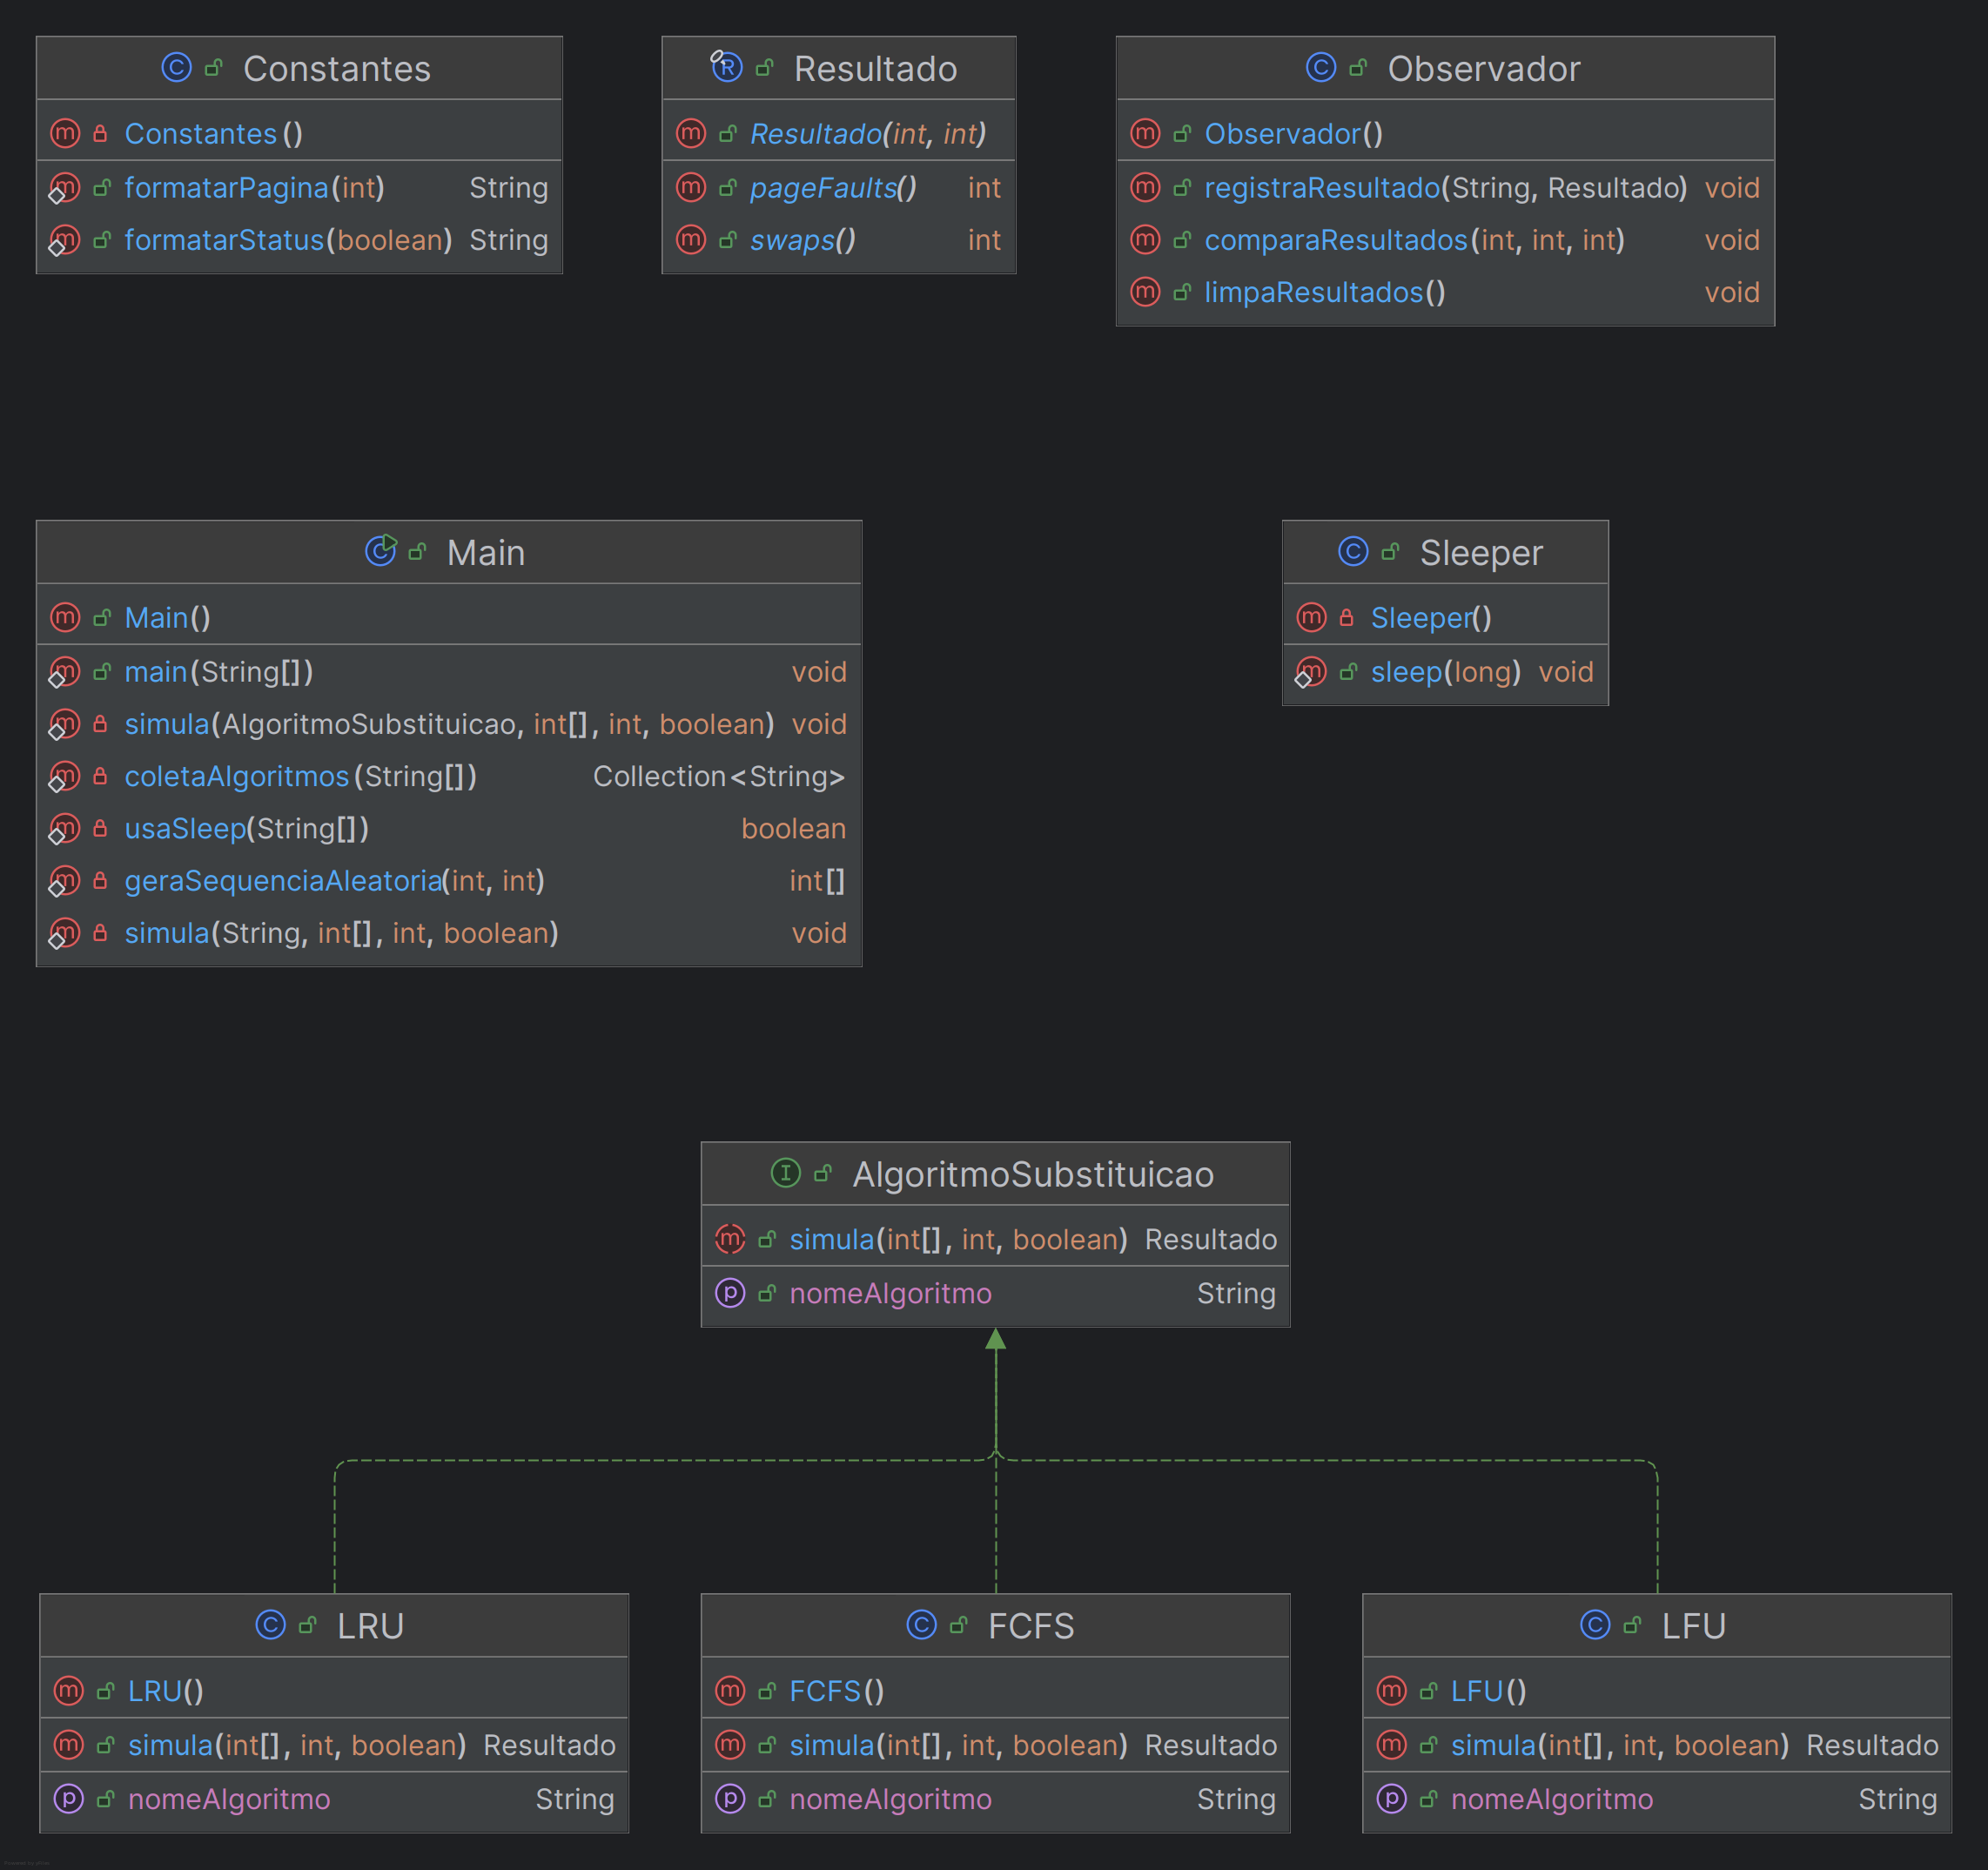 Constantes
Constantes()
formatarPagina(int) String
formatarStatus(boolean) String
Resultado
Resultado(int, int)
pageFaults() int
swaps() int
Observador
Observador()
registraResultado(String, Resultado) void
comparaResultados(int, int, int) void
limpaResultados() void
Main
Main()
main(String[]) void
simula(AlgoritmoSubstituicao, int[], int, boolean) void
coletaAlgoritmos(String[]) Collection<String>
usaSleep(String[]) boolean
geraSequenciaAleatoria(int, int) int[]
simula(String, int[], int, boolean) void
Sleeper
Sleeper()
sleep(long) void
AlgoritmoSubstituicao
simula(int[], int, boolean) Resultado
nomeAlgoritmo String
LRU
LRU()
simula(int[], int, boolean) Resultado
nomeAlgoritmo String
FCFS
FCFS()
simula(int[], int, boolean) Resultado
nomeAlgoritmo String
LFU
LFU()
simula(int[], int, boolean) Resultado
nomeAlgoritmo String